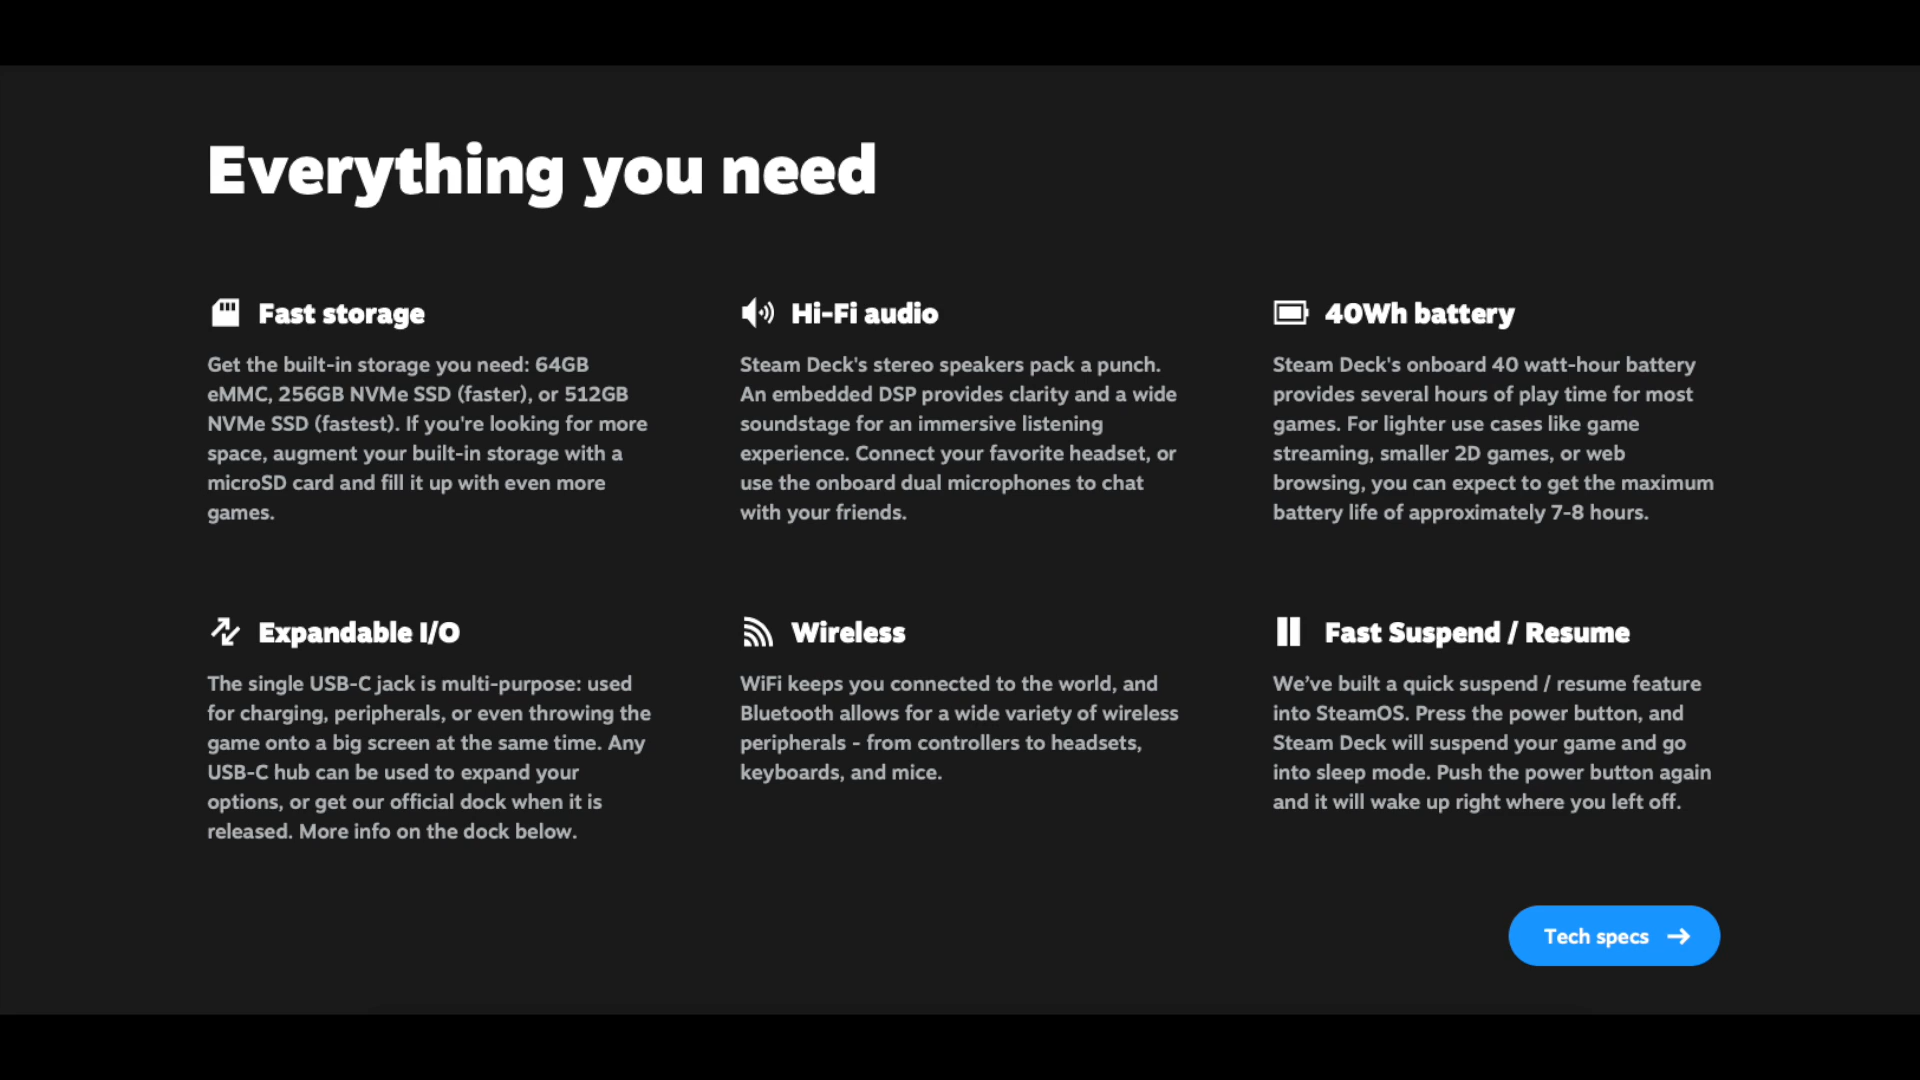 Everything you need
Fast storage
Get the built-in storage you need: 64GB
eMMC, 256GB NVMe SSD (faster), or 512GB
NVMe SSD (fastest). If you're looking for more
space, augment your built-in storage with a
microSD card and fill it up with even more
games.
Hi-Fi audio
Steam Deck's stereo speakers pack a punch.
An embedded DSP provides clarity and a wide
soundstage for an immersive listening
experience. Connect your favorite headset, or
use the onboard dual microphones to chat
with your friends.
40Wh battery
Steam Deck's onboard 40 watt-hour battery
provides several hours of play time for most
games. For lighter use cases like game
streaming, smaller 2D games, or web
browsing, you can expect to get the maximum
battery life of approximately 7-8 hours.
Expandable I/O
The single USB-C jack is multi-purpose: used
for charging, peripherals, or even throwing the
game onto a big screen at the same time. Any
USB-C hub can be used to expand your
options, or get our official dock when it is
released. More info on the dock below.
Wireless
WiFi keeps you connected to the world, and
Bluetooth allows for a wide variety of wireless
peripherals - from controllers to headsets,
keyboards, and mice.
Fast Suspend / Resume
We’ve built a quick suspend / resume feature
into SteamOS. Press the power button, and
Steam Deck will suspend your game and go
into sleep mode. Push the power button again
and it will wake up right where you left off.
Tech specs